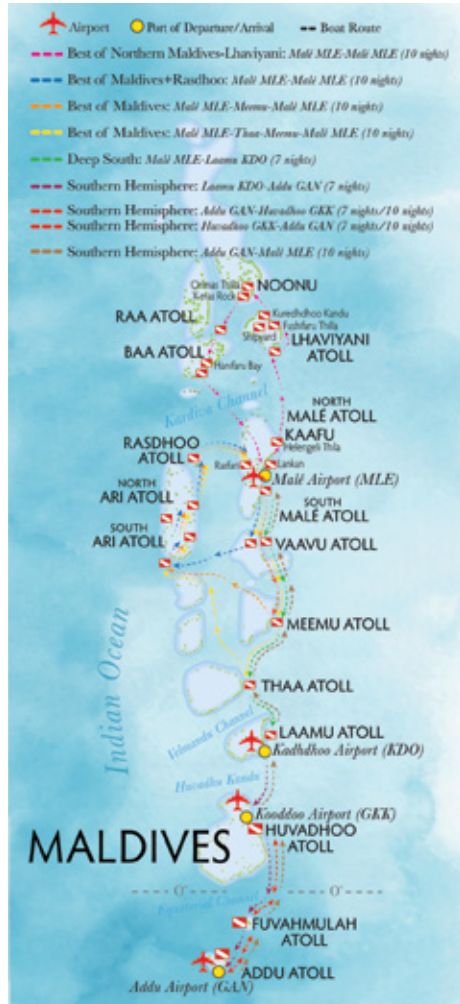 Airport Port of Departure/Arrival Boat Route
Best of Northern Maldives-Lhaviyani: Malé MLE-Malé MLE (10 nights)
Best of Maldives+Rasdhoo: Malé MLE-Malé MLE (10 nights)
Best of Maldives: Malé MLE-Meemu-Malé MLE (10 nights)
Best of Maldives: Malé MLE-Thaa-Meemu-Malé MLE (10 nights)
Deep South: Malé MLE-Laamu KDO (7 nights)
Southern Hemisphere: Laamu KDO-Addu GAN (7 nights)
Southern Hemisphere: Addu GAN-Huvadhoo GKK (7 nights/10 nights)
Southern Hemisphere: Huvadhoo GKK-Addu GAN (7 nights/10 nights)
Southern Hemisphere: Addu GAN-Malé MLE (10 nights)
Orimas Thila
NOONU
Kefas Rock
RAA ATOLL
Kuredhdhoo Kandu
Fushifaru Thila
Shipyard
LHAVIYANI
ATOLL
BAA ATOLL
Hanifaru Bay
Kardiva Channel
NORTH
MALÉ ATOLL
KAAFU
Helengeli Thila
RASDHOO
ATOLL
Lankan
Malé Airport (MLE)
NORTH
ARI ATOLL
SOUTH
MALÉ ATOLL
SOUTH
ARI ATOLL
VAAVU ATOLL
MEEMU ATOLL
Indian Ocean
THAA ATOLL
Velmandu Channel
LAAMU ATOLL
Kadhdhoo Airport (KDO)
Huvadhu Kandu
Kooddoo Airport (GKK)
MALDIVES
HUVADHOO
ATOLL
0° 0°
Equatorial Channel
FUVAHMULAH
ATOLL
ADDU ATOLL
Addu Airport (GAN)